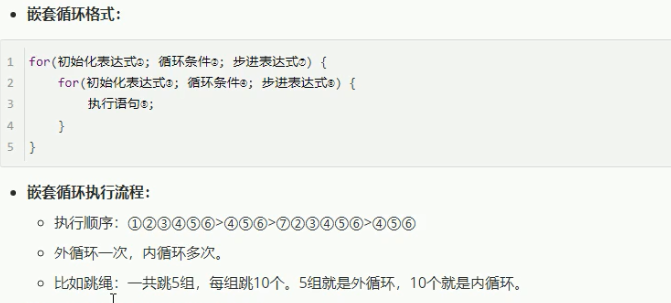 嵌套循环格式：
1 for(初始化表达式①; 循环条件②; 步进表达式⑦) {
2 for(初始化表达式③; 循环条件④; 步进表达式⑥) {
3 执行语句⑤;
4 }
5 }
嵌套循环执行流程：
执行顺序：①②③④⑤⑥>④⑤⑥>⑦②③④⑤⑥>④⑤⑥
外循环一次，内循环多次。
比如跳绳：一共跳5组，每组跳10个。5组就是外循环，10个就是内循环。